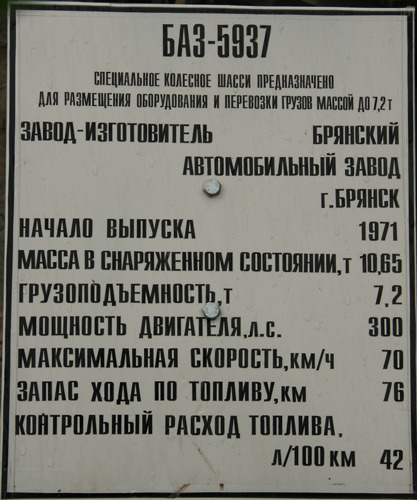 БАЗ-5937
СПЕЦИАЛЬНОЕ КОЛЕСНОЕ ШАССИ ПРЕДНАЗНАЧЕНО
ДЛЯ РАЗМЕЩЕНИЯ ОБОРУДОВАНИЯ И ПЕРЕВОЗКИ ГРУЗОВ МАССОЙ ДО 7,2 т
ЗАВОД-ИЗГОТОВИТЕЛЬ БРЯНСКИЙ
АВТОМОБИЛЬНЫЙ ЗАВОД
г.БРЯНСК
НАЧАЛО ВЫПУСКА 1971
МАССА В СНАРЯЖЕННОМ СОСТОЯНИИ,т 10,65
ГРУЗОПОДЪЕМНОСТЬ,т 7,2
МОЩНОСТЬ ДВИГАТЕЛЯ,л.с. 300
МАКСИМАЛЬНАЯ СКОРОСТЬ,км/ч 70
ЗАПАС ХОДА ПО ТОПЛИВУ,км 76
КОНТРОЛЬНЫЙ РАСХОД ТОПЛИВА,
л/100 км 42